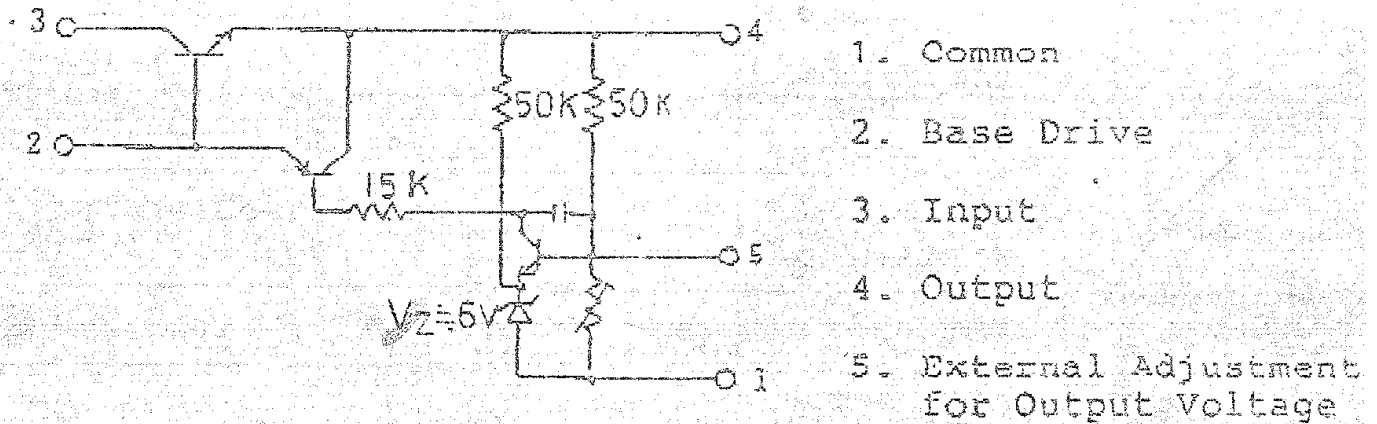 3
4
1. Common
50K
50K
2. Base Drive
2
15K
3. Input
5
4. Output
VZ≒6V
1
5. External Adjustment
for Output Voltage